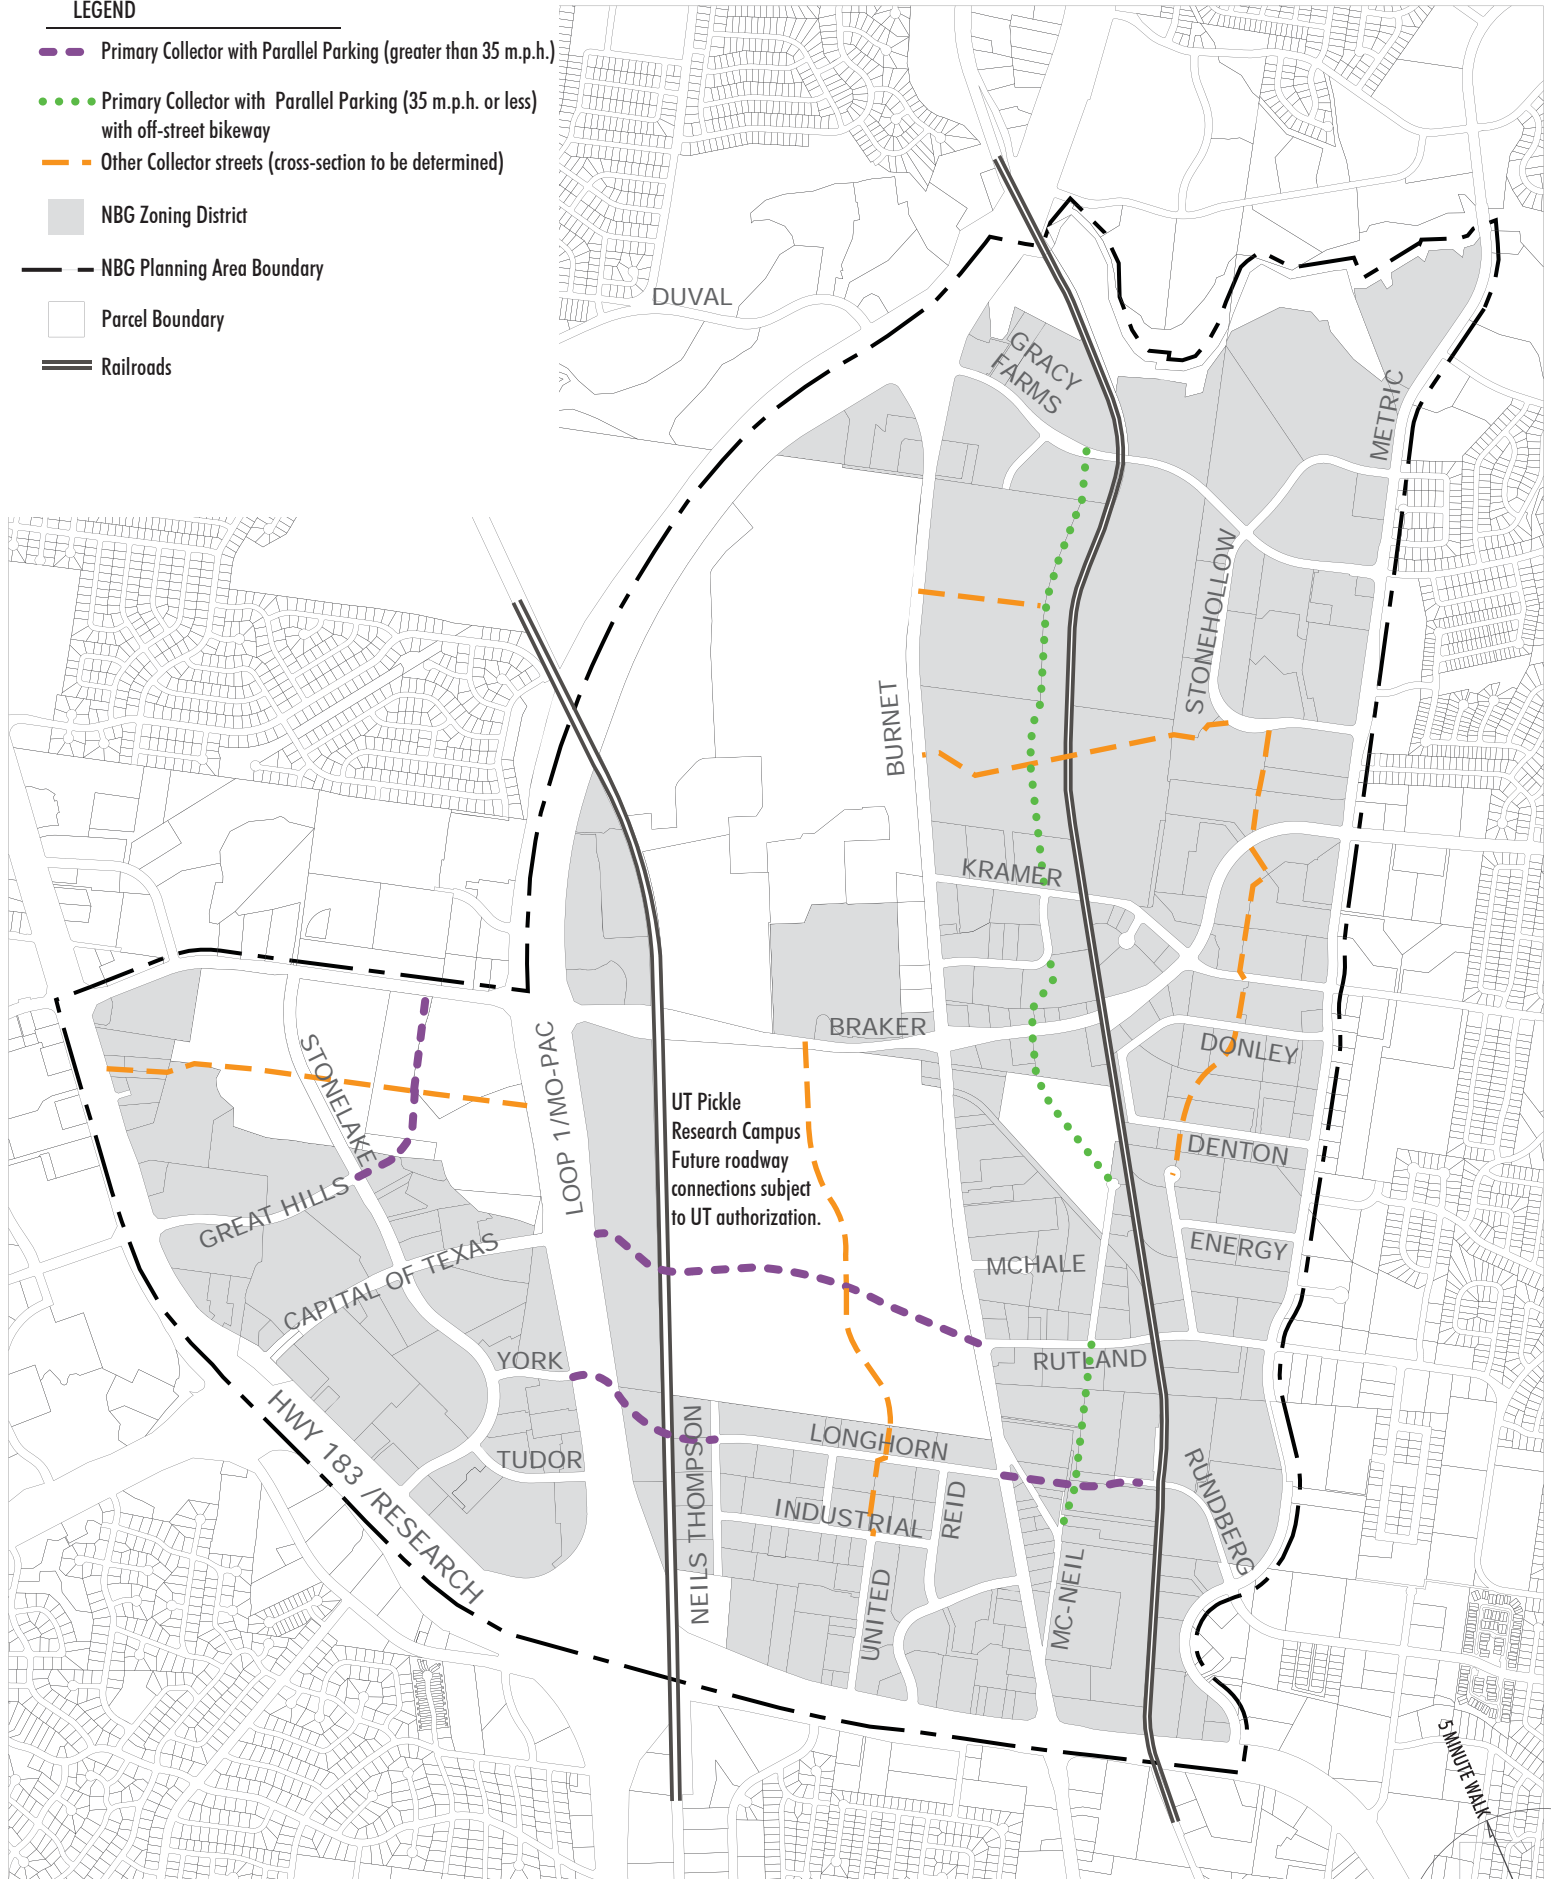 LEGEND
Primary Collector with Parallel Parking (greater than 35 m.p.h.)
Primary Collector with Parallel Parking (35 m.p.h. or less)
with off-street bikeway
Other Collector streets (cross-section to be determined)
NBG Zoning District
NBG Planning Area Boundary
Parcel Boundary
Railroads
DUVAL
GRACY
FARMS
METRIC
STONEHOLLOW
BURNET
KRAMER
BRAKER
DONLEY
DENTON
ENERGY
STONELAKE
LOOP 1/MO-PAC
UT Pickle
Research Campus
Future roadway
connections subject
to UT authorization.
GREAT HILLS
CAPITAL OF TEXAS
MCHALE
RUTLAND
YORK
TUDOR
HWY 183 /RESEARCH
NEILS THOMPSON
LONGHORN
INDUSTRIAL
REID
UNITED
MC-NEIL
RUNDBERG
5 MINUTE WALK